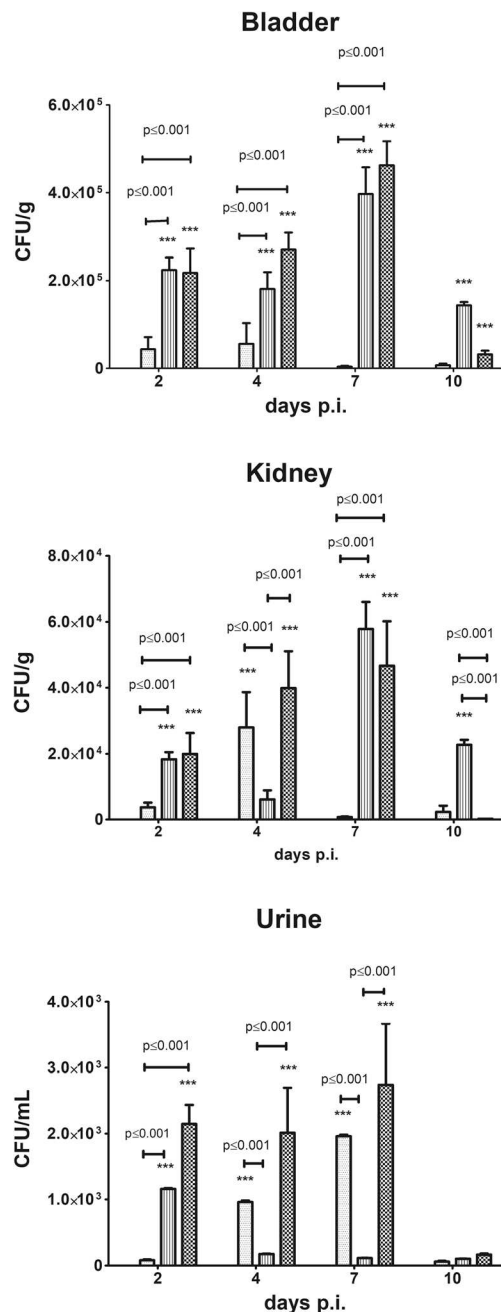 Bladder
p≤0.001
p≤0.001
6.0×10⁵
***
***
p≤0.001
p≤0.001
CFU/g
4.0×10⁵
p≤0.001
p≤0.001
***
***
***
***
***
2.0×10⁵
***
0
2
4
7
10
days p.i.
Kidney
p≤0.001
p≤0.001
8.0×10⁴
***
***
p≤0.001
p≤0.001
CFU/g
6.0×10⁴
p≤0.001
***
p≤0.001
p≤0.001
***
4.0×10⁴
p≤0.001
***
***
***
2.0×10⁴
0
2
4
7
10
days p.i.
Urine
p≤0.001
4.0×10³
***
p≤0.001
p≤0.001
***
p≤0.001
***
CFU/mL
3.0×10³
p≤0.001
***
p≤0.001
***
***
2.0×10³
1.0×10³
0
2
4
7
10
days p.i.